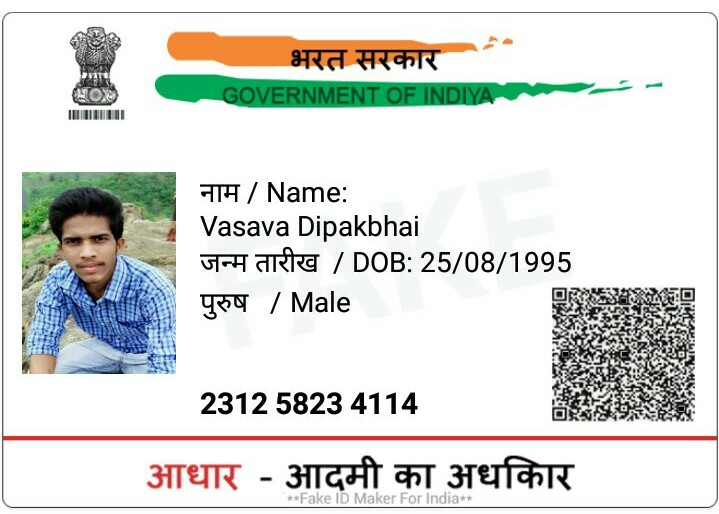 भरत सरकार
GOVERNMENT OF INDIYA
नाम / Name:
Vasava Dipakbhai
जन्म तारीख / DOB: 25/08/1995
पुरुष / Male
FAKE
2312 5823 4114
आधार - आदमी का अधकिार
**Fake ID Maker For India**